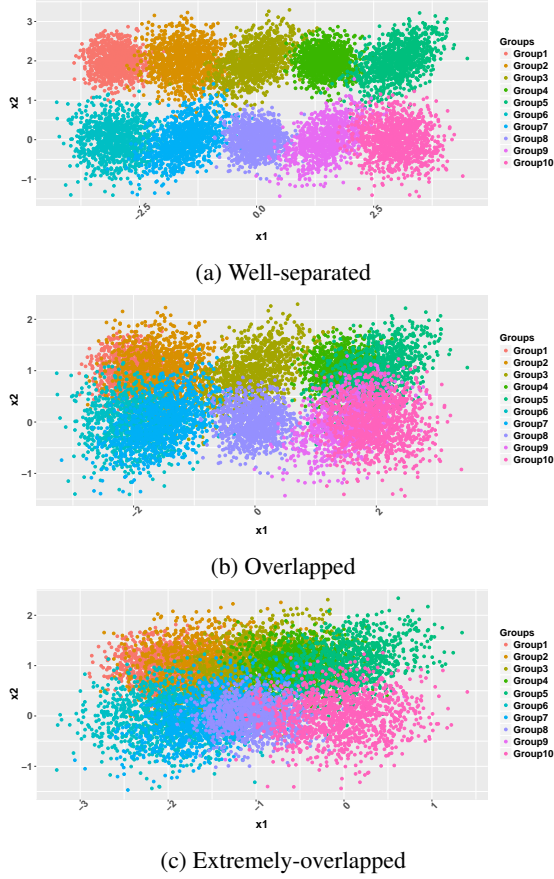 3
2
1
0
−1
x2
−2.5
0.0
2.5
x1
Groups
Group1
Group2
Group3
Group4
Group5
Group6
Group7
Group8
Group9
Group10
(a) Well-separated
2
1
0
−1
x2
−2
0
2
x1
Groups
Group1
Group2
Group3
Group4
Group5
Group6
Group7
Group8
Group9
Group10
(b) Overlapped
2
1
0
−1
x2
−3
−2
−1
0
1
x1
Groups
Group1
Group2
Group3
Group4
Group5
Group6
Group7
Group8
Group9
Group10
(c) Extremely-overlapped